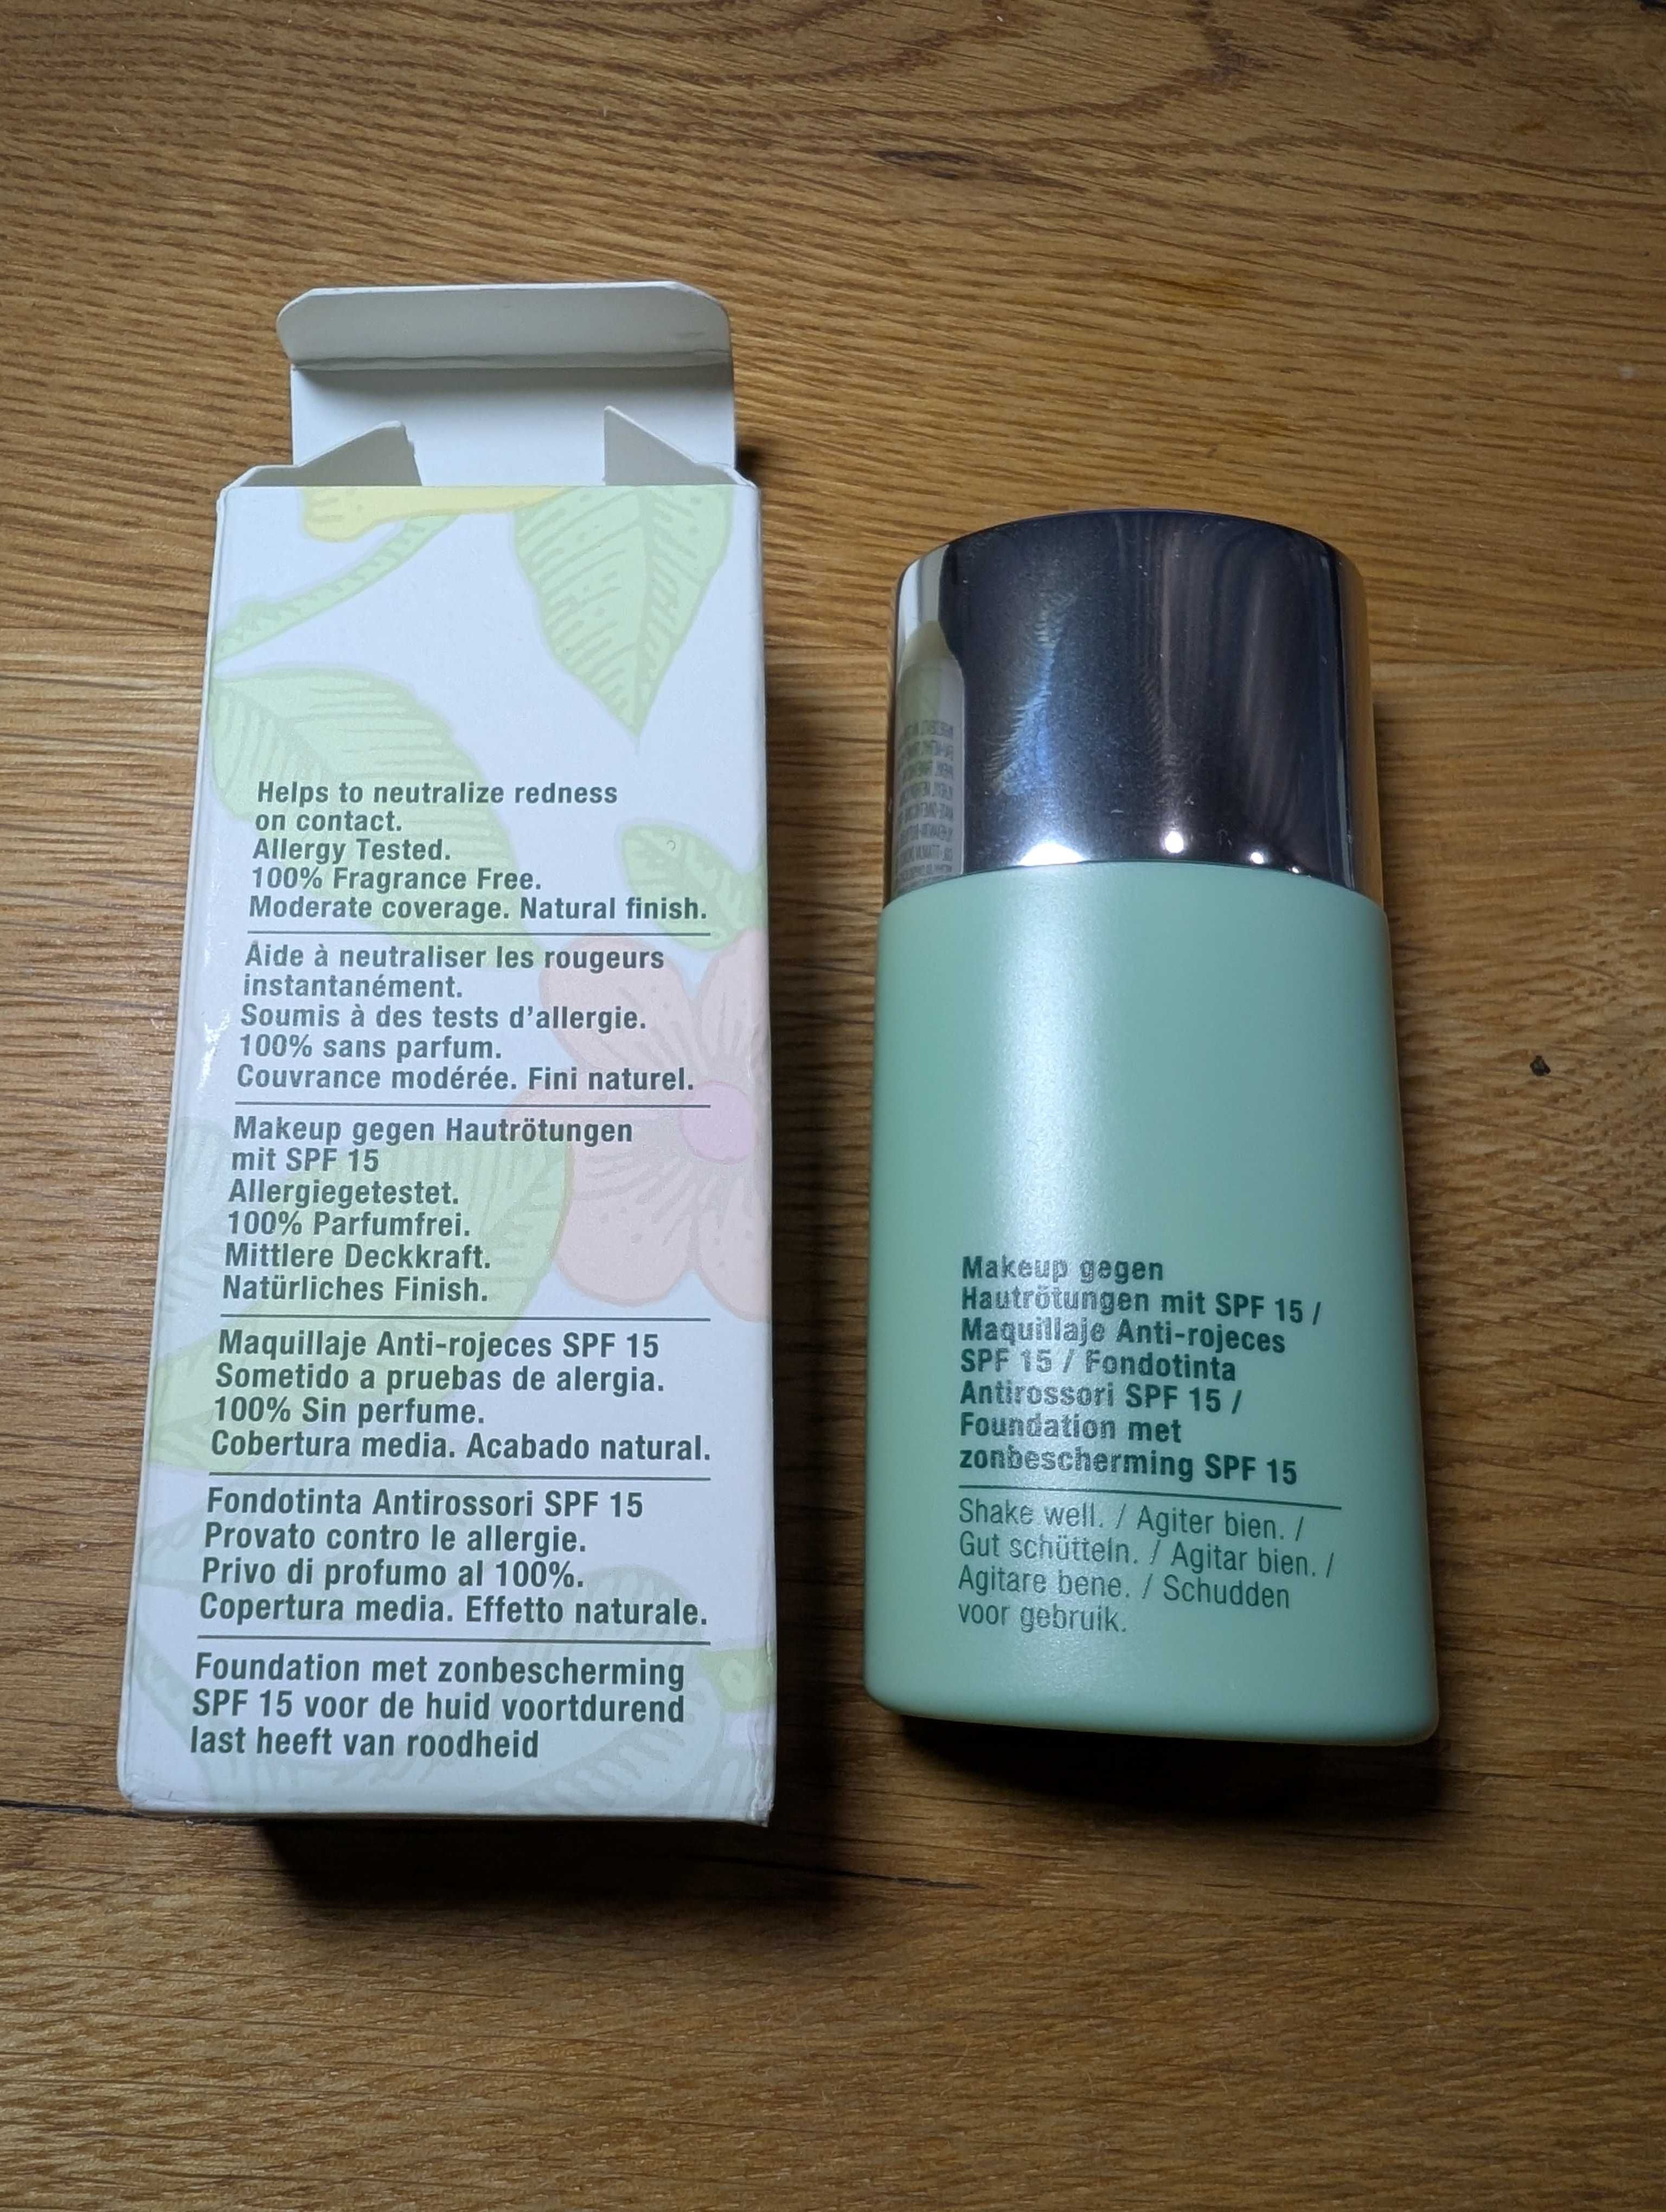 Helps to neutralize redness
on contact.
Allergy Tested.
100% Fragrance Free.
Moderate coverage. Natural finish.
Aide à neutraliser les rougeurs
instantanément.
Soumis à des tests d'allergie.
100% sans parfum.
Couvrance modérée. Fini naturel.
Makeup gegen Hautrötungen
mit SPF 15
Allergiegetestet.
100% Parfumfrei.
Mittlere Deckkraft.
Natürliches Finish.
Maquillaje Anti-rojeces SPF 15
Sometido a pruebas de alergia.
100% Sin perfume.
Cobertura media. Acabado natural.
Fondotinta Antirossori SPF 15
Provato contro le allergie.
Privo di profumo al 100%.
Copertura media. Effetto naturale.
Foundation met zonbescherming
SPF 15 voor de huid voortdurend
last heeft van roodheid
Makeup gegen
Hautrötungen mit SPF 15 /
Maquillaje Anti-rojeces
SPF 15 / Fondotinta
Antirossori SPF 15 /
Foundation met
zonbescherming SPF 15
Shake well. / Agiter bien. /
Gut schütteln. / Agitar bien. /
Agitare bene. / Schudden
voor gebruik.